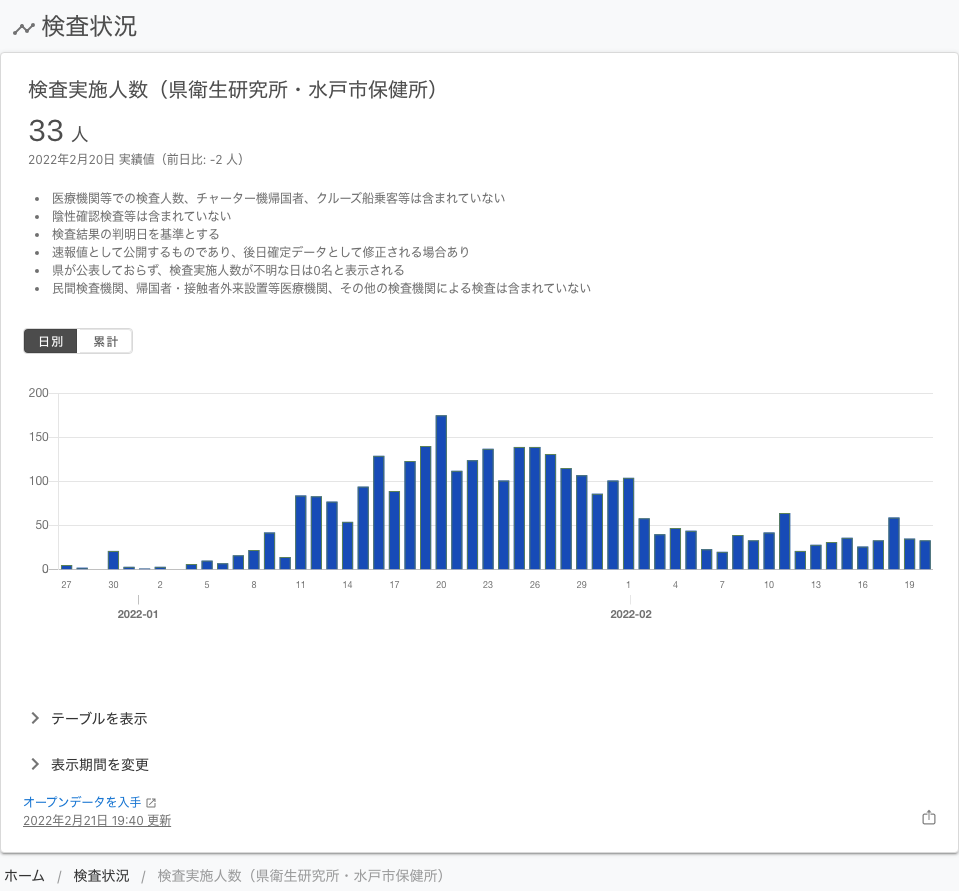 検査状況
検査実施人数（県衛生研究所・水戸市保健所）
33 人
2022年2月20日 実績値（前日比: -2 人）
医療機関等での検査人数、チャーター機帰国者、クルーズ船乗客等は含まれていない
陰性確認検査等は含まれていない
検査結果の判明日を基準とする
速報値として公開するものであり、後日確定データとして修正される場合あり
県が公表しておらず、検査実施人数が不明な日は0名と表示される
民間検査機関、帰国者・接触者外来設置等医療機関、その他の検査機関による検査は含まれていない
日別 累計
200
150
100
50
0
27 30 2 5 8 11 14 17 20 23 26 29 1 4 7 10 13 16 19
2022-01 2022-02
テーブルを表示
表示期間を変更
オープンデータを入手
2022年2月21日 19:40 更新
ホーム / 検査状況 / 検査実施人数（県衛生研究所・水戸市保健所）